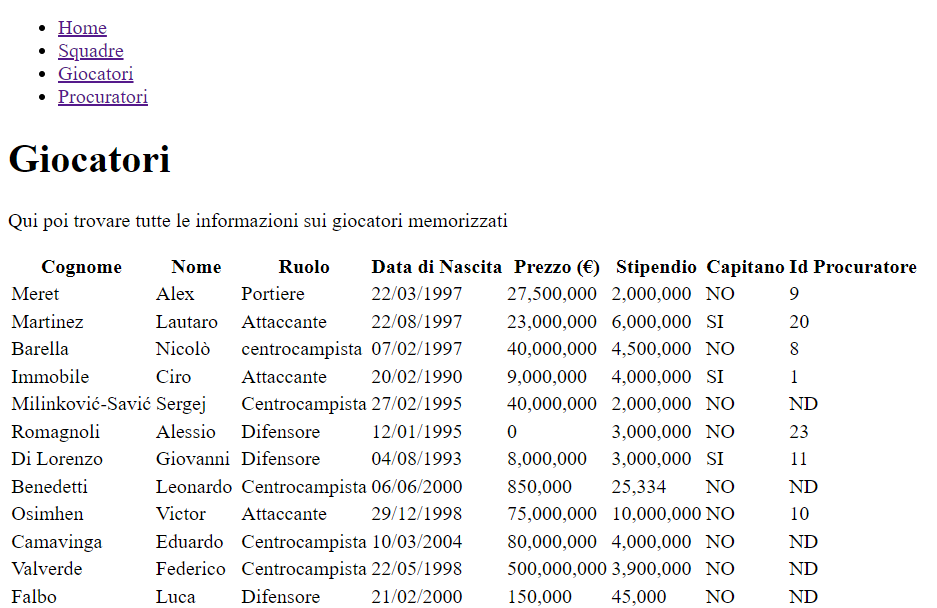 Home
Squadre
Giocatori
Procuratori
Giocatori
Qui poi trovare tutte le informazioni sui giocatori memorizzati
Cognome Nome Ruolo Data di Nascita Prezzo (€) Stipendio Capitano Id Procuratore
Meret Alex Portiere 22/03/1997 27,500,000 2,000,000 NO 9
Martinez Lautaro Attaccante 22/08/1997 23,000,000 6,000,000 SI 20
Barella Nicolò centrocampista 07/02/1997 40,000,000 4,500,000 NO 8
Immobile Ciro Attaccante 20/02/1990 9,000,000 4,000,000 SI 1
Milinković-Savić Sergej Centrocampista 27/02/1995 40,000,000 2,000,000 NO ND
Romagnoli Alessio Difensore 12/01/1995 0 3,000,000 NO 23
Di Lorenzo Giovanni Difensore 04/08/1993 8,000,000 3,000,000 SI 11
Benedetti Leonardo Centrocampista 06/06/2000 850,000 25,334 NO ND
Osimhen Victor Attaccante 29/12/1998 75,000,000 10,000,000 NO 10
Camavinga Eduardo Centrocampista 10/03/2004 80,000,000 4,000,000 NO ND
Valverde Federico Centrocampista 22/05/1998 500,000,000 3,900,000 NO ND
Falbo Luca Difensore 21/02/2000 150,000 45,000 NO ND